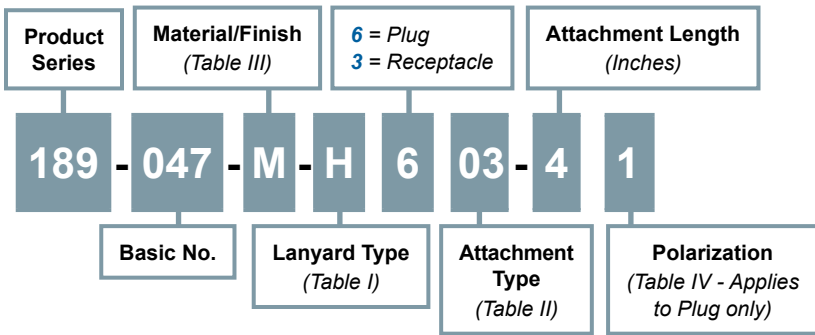 Product
Series
Material/Finish
(Table III)
6 = Plug
3 = Receptacle
Attachment Length
(Inches)
189 - 047 - M - H 6 03 - 4 1
Basic No.
Lanyard Type
(Table I)
Attachment
Type
(Table II)
Polarization
(Table IV - Applies
to Plug only)